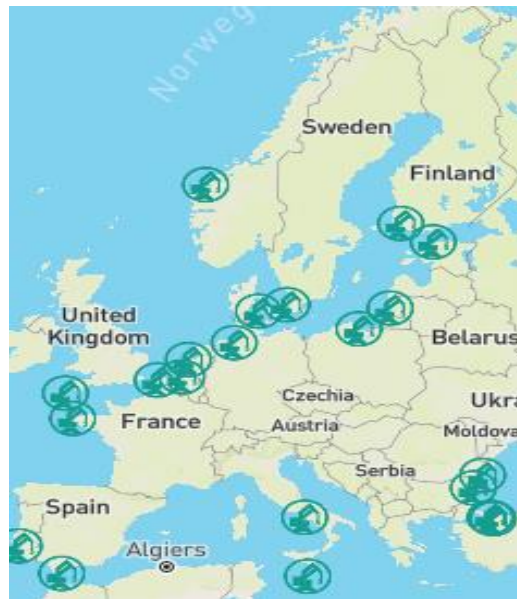 Norweg
Sweden
Finland
United
Kingdom
Belarus
Czechia
Ukra
France
Austria
Moldova
Serbia
Spain
Algiers